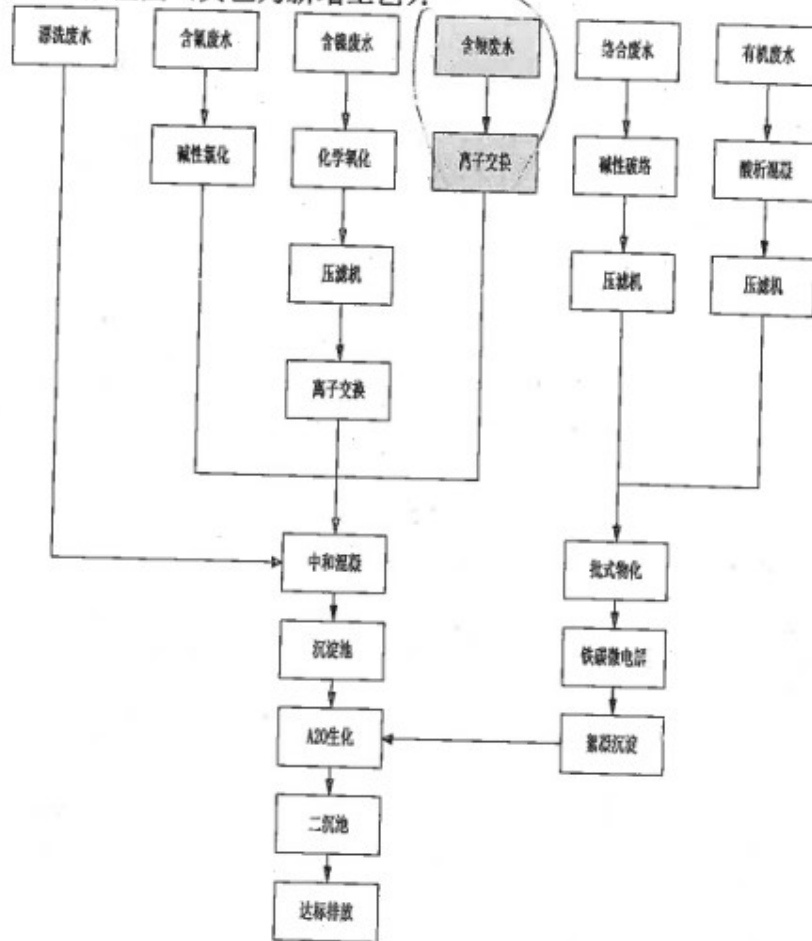 漂洗废水 含氰废水 含镍废水 络合废水 有机废水
碱性氯化 化学氧化 离子交换 碱性破络 酸析混凝
压滤机 压滤机 压滤机
离子交换
中和混凝 批式物化
沉淀池 铁碳微电解
A2O生化 絮凝沉淀
二沉池
达标排放